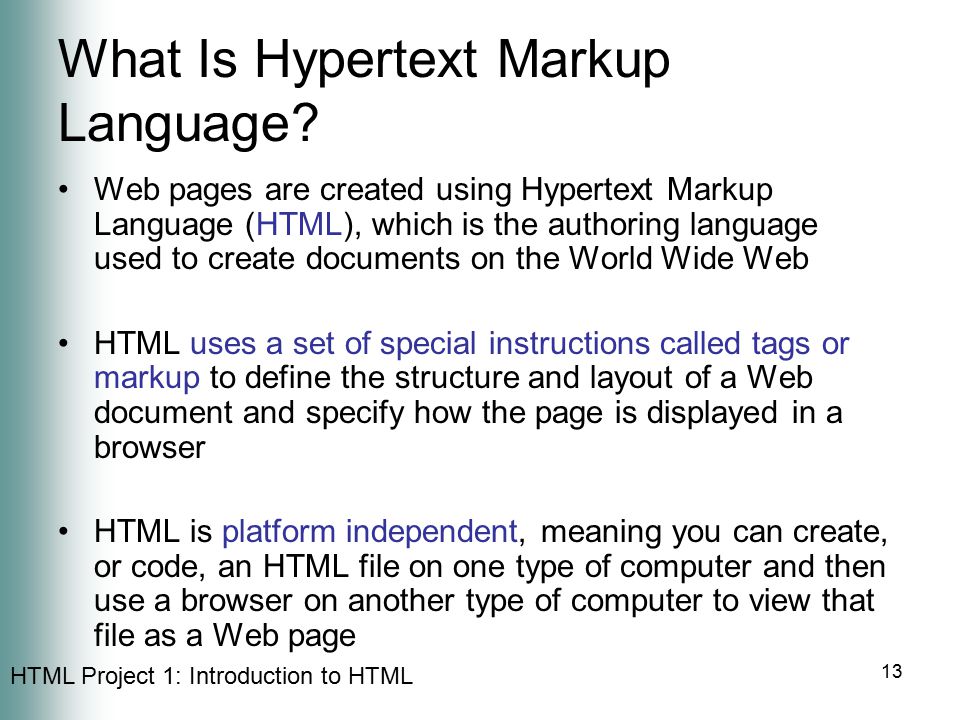 What Is Hypertext Markup
Language?
• Web pages are created using Hypertext Markup
Language (HTML), which is the authoring language
used to create documents on the World Wide Web
• HTML uses a set of special instructions called tags or
markup to define the structure and layout of a Web
document and specify how the page is displayed in a
browser
• HTML is platform independent, meaning you can create,
or code, an HTML file on one type of computer and then
use a browser on another type of computer to view that
file as a Web page
HTML Project 1: Introduction to HTML
13